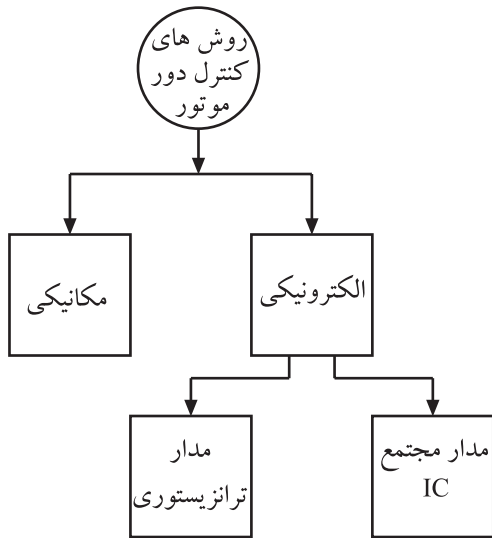 روش های
کنترل دور
موتور
الکترونیکی
مکانیکی
مدار مجتمع
IC
مدار
ترانزیستوری